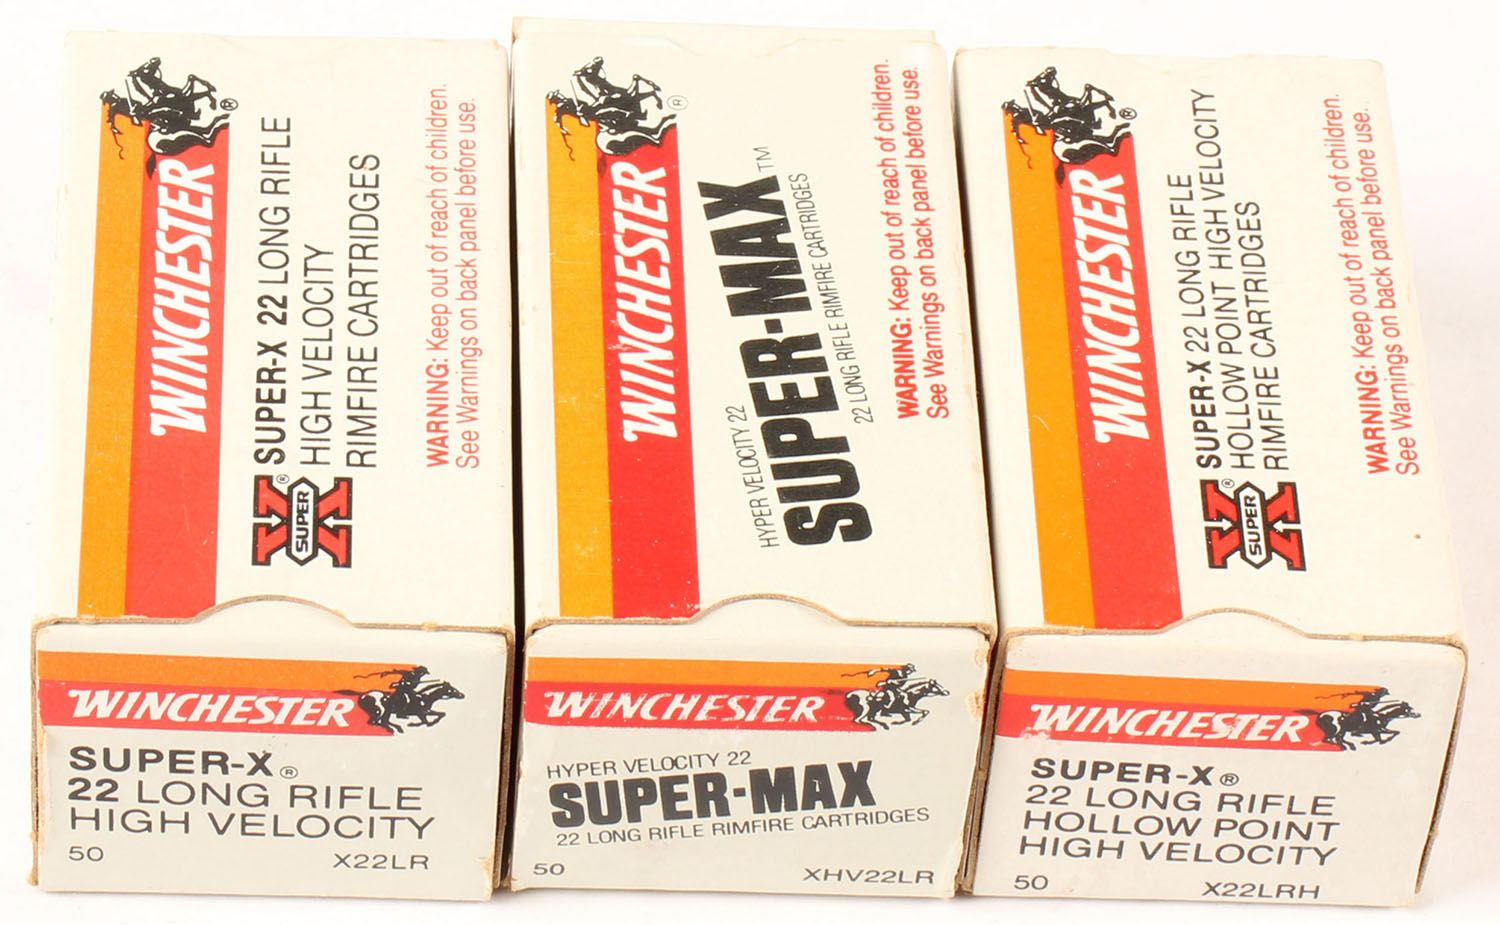 WINCHESTER
®
SUPER-X 22 LONG RIFLE
HIGH VELOCITY
RIMFIRE CARTRIDGES
X SUPER ®
WARNING: Keep out of reach of children.
See Warnings on back panel before use.
WINCHESTER
SUPER-X®
22 LONG RIFLE
HIGH VELOCITY
50 X22LR
WINCHESTER
®
HYPER VELOCITY 22
SUPER-MAX™
22 LONG RIFLE RIMFIRE CARTRIDGES
WARNING: Keep out of reach of children.
See Warnings on back panel before use.
WINCHESTER
HYPER VELOCITY 22
SUPER-MAX
22 LONG RIFLE RIMFIRE CARTRIDGES
50 XHV22LR
WINCHESTER
®
SUPER-X 22 LONG RIFLE
HOLLOW POINT HIGH VELOCITY
RIMFIRE CARTRIDGES
X SUPER ®
WARNING: Keep out of reach of children.
See Warnings on back panel before use.
WINCHESTER
SUPER-X®
22 LONG RIFLE
HOLLOW POINT
HIGH VELOCITY
50 X22LRH